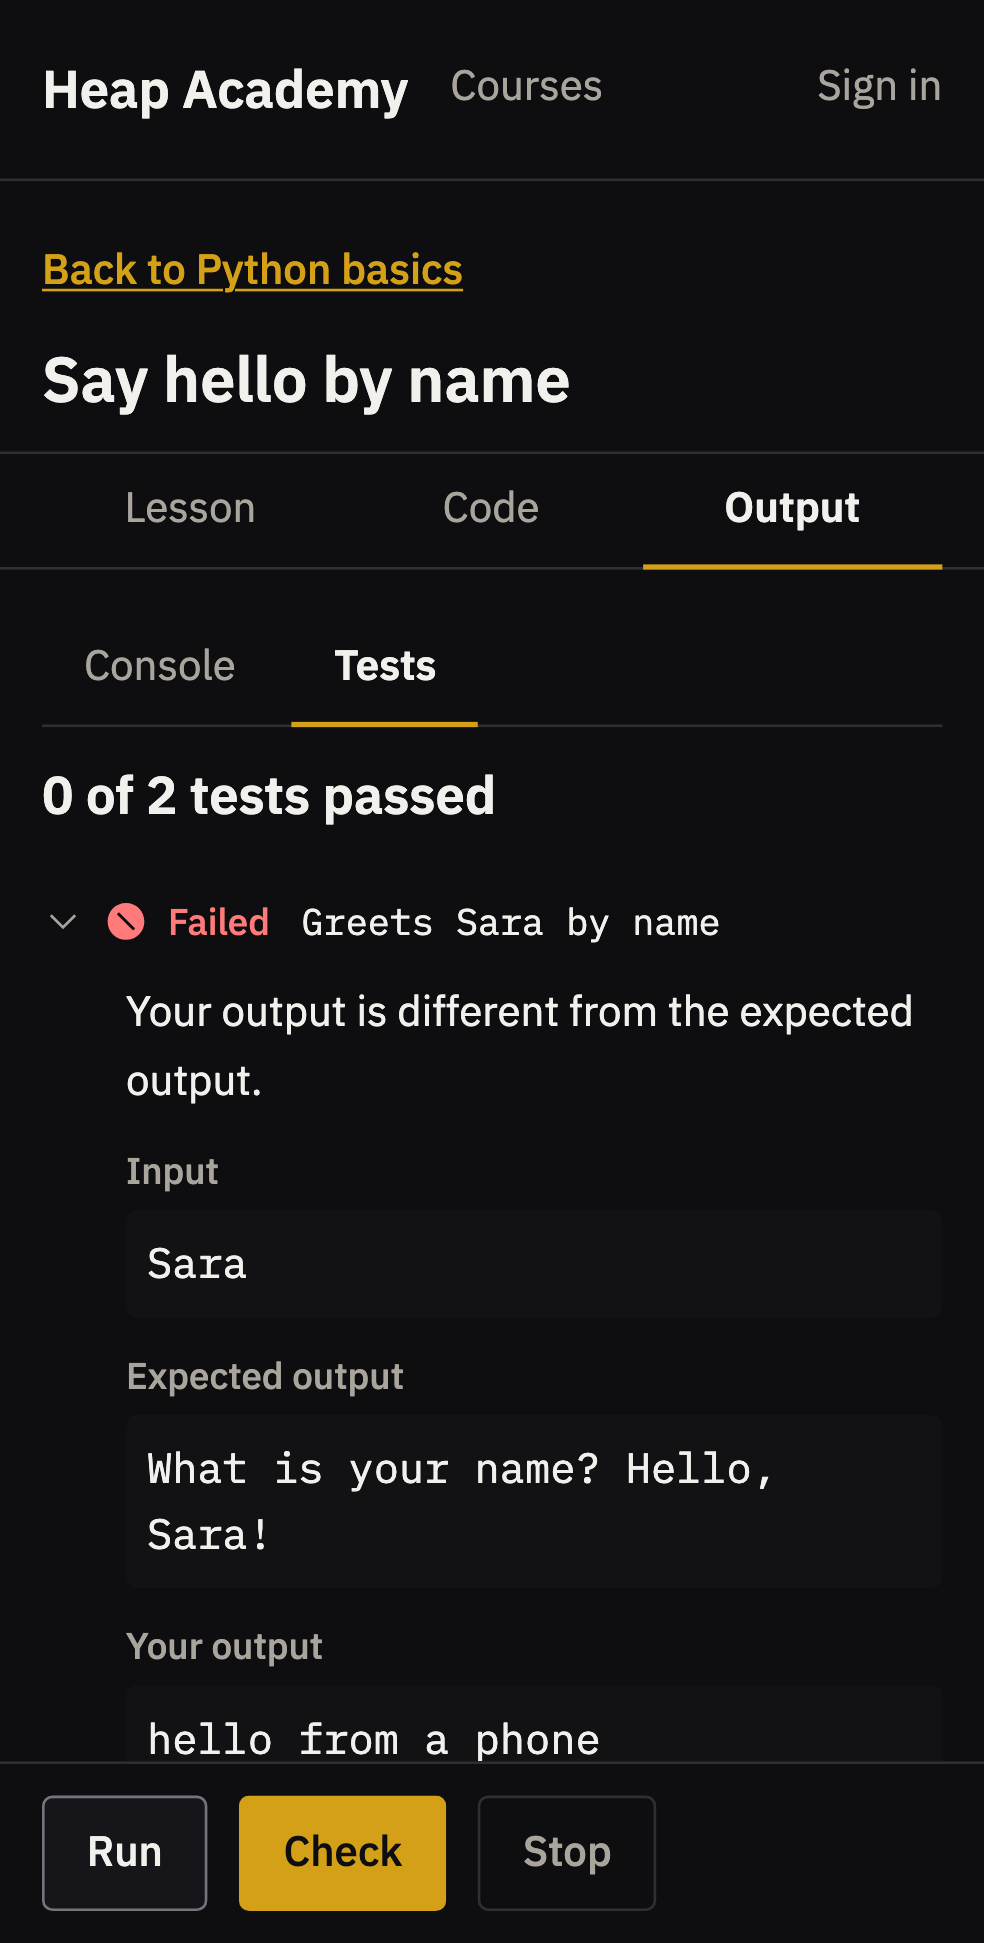 Heap Academy Courses Sign in
Back to Python basics
Say hello by name
Lesson Code Output
Console Tests
0 of 2 tests passed
Failed Greets Sara by name
Your output is different from the expected
output.
Input
Sara
Expected output
What is your name? Hello,
Sara!
Your output
hello from a phone
Run Check Stop